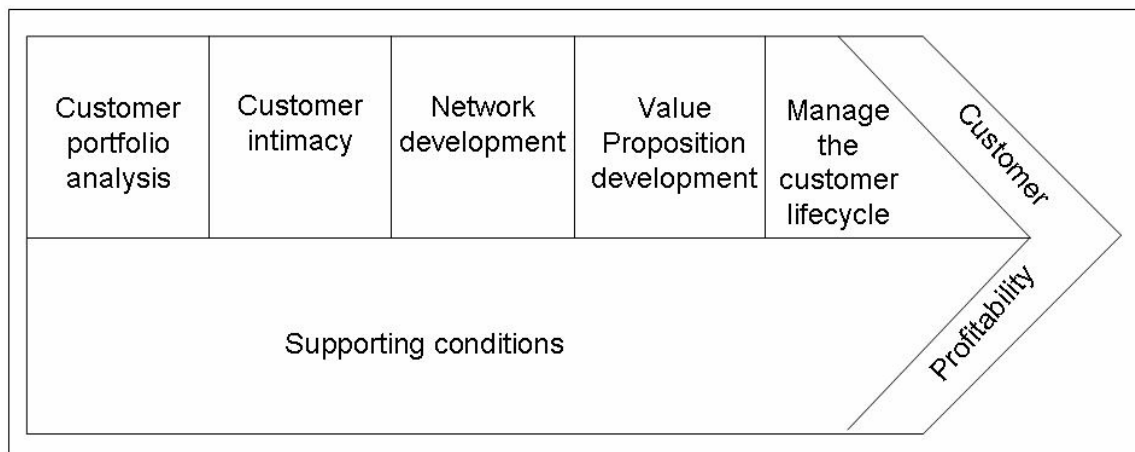 Customer
portfolio
analysis
Customer
intimacy
Network
development
Value
Proposition
development
Manage
the
customer
lifecycle
Customer
Profitability
Supporting conditions